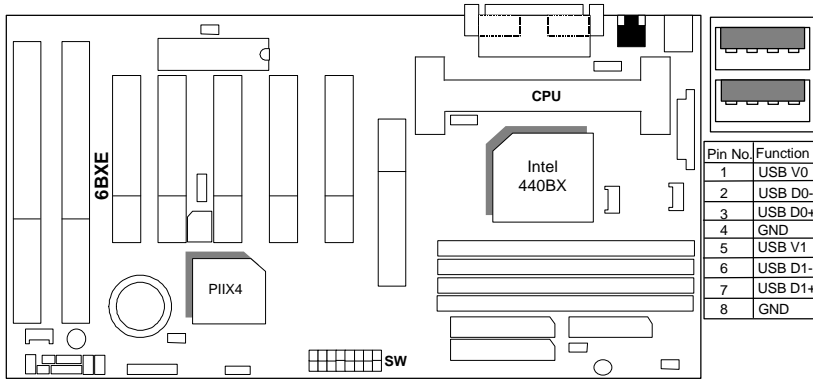 CPU
6BXE
Intel
440BX
PIIX4
SW
Pin No. Function
1 USB V0
2 USB D0-
3 USB D0+
4 GND
5 USB V1
6 USB D1-
7 USB D1+
8 GND